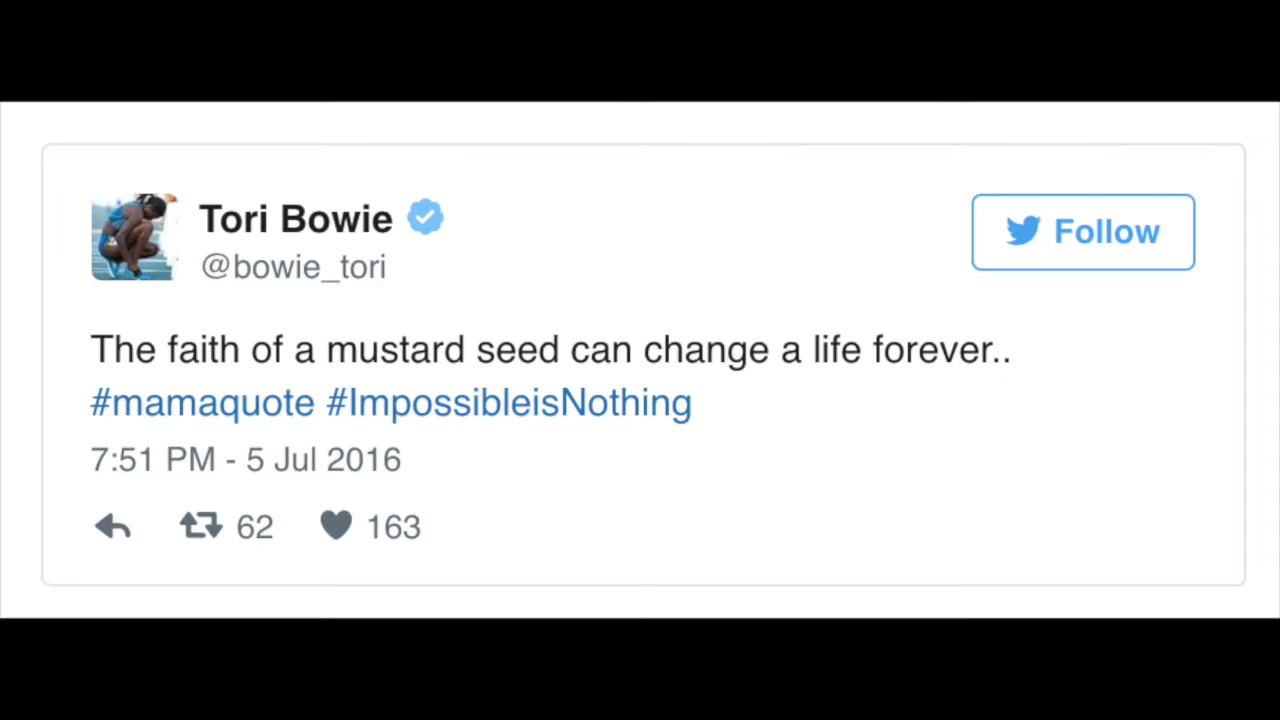 Tori Bowie
@bowie_tori
Follow
The faith of a mustard seed can change a life forever..
#mamaquote #ImpossibleisNothing
7:51 PM - 5 Jul 2016
62 163